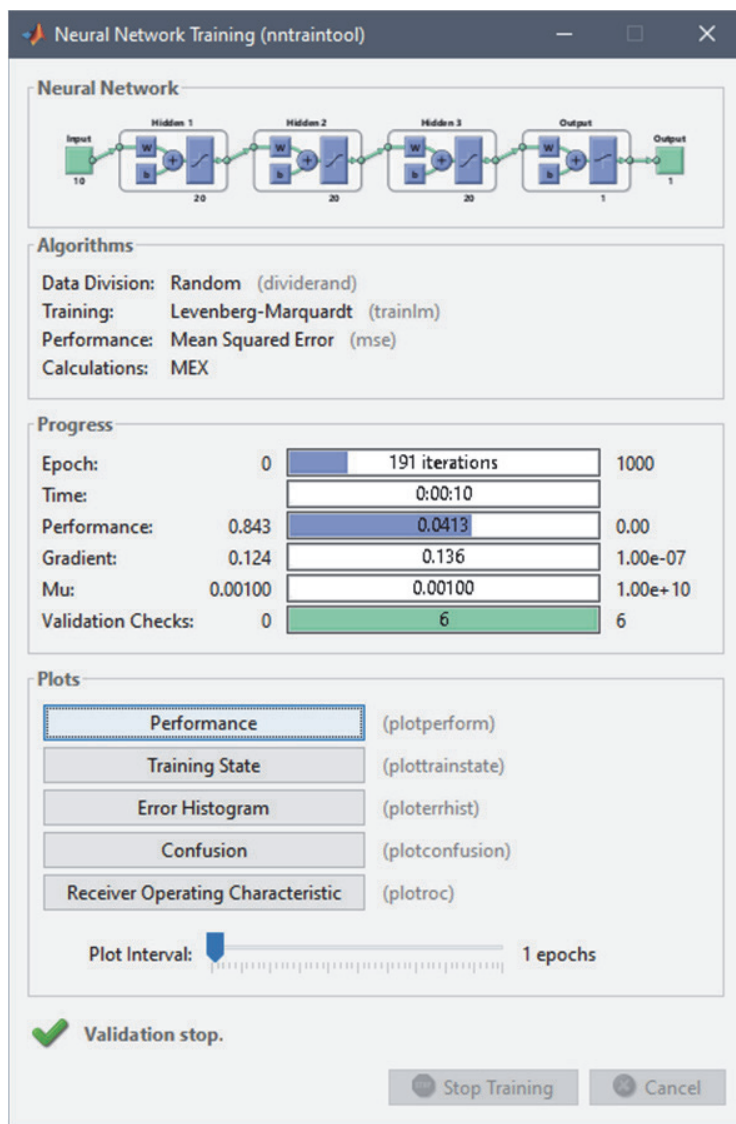 Neural Network Training (nntraintool)
Neural Network
Hidden 1 Hidden 2 Hidden 3 Output
Input Output
W W W W
b b b b
10 20 20 20 1 1
Algorithms
Data Division: Random (dividerand)
Training: Levenberg-Marquardt (trainlm)
Performance: Mean Squared Error (mse)
Calculations: MEX
Progress
Epoch: 0 191 iterations 1000
Time: 0:00:10
Performance: 0.843 0.0413 0.00
Gradient: 0.124 0.136 1.00e-07
Mu: 0.00100 0.00100 1.00e+10
Validation Checks: 0 6 6
Plots
Performance (plotperform)
Training State (plottrainstate)
Error Histogram (ploterrhist)
Confusion (plotconfusion)
Receiver Operating Characteristic (plotroc)
Plot Interval: 1 epochs
Validation stop.
Stop Training Cancel